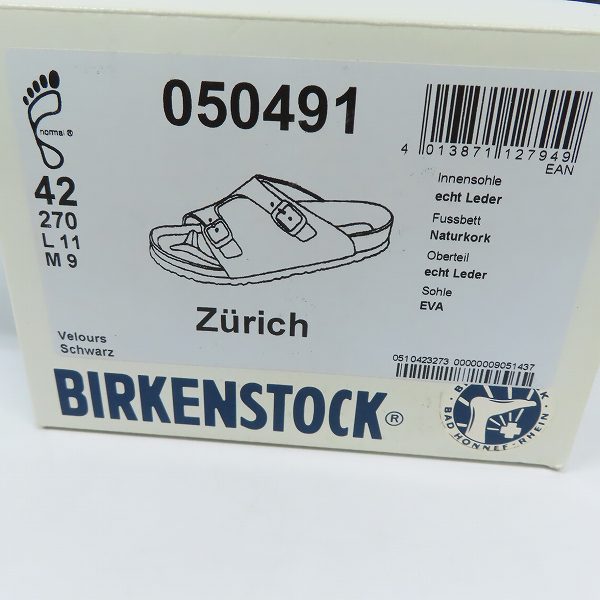 normal ®
42
270
L 11
M 9
050491
4 013871 127949
EAN
Innensohle
echt Leder
Fussbett
Naturkork
Oberteil
echt Leder
Sohle
EVA
Zürich
Velours
Schwarz
0510423273 00000009051437
BIRKENSTOCK®
BAD HONNEF - RHEIN